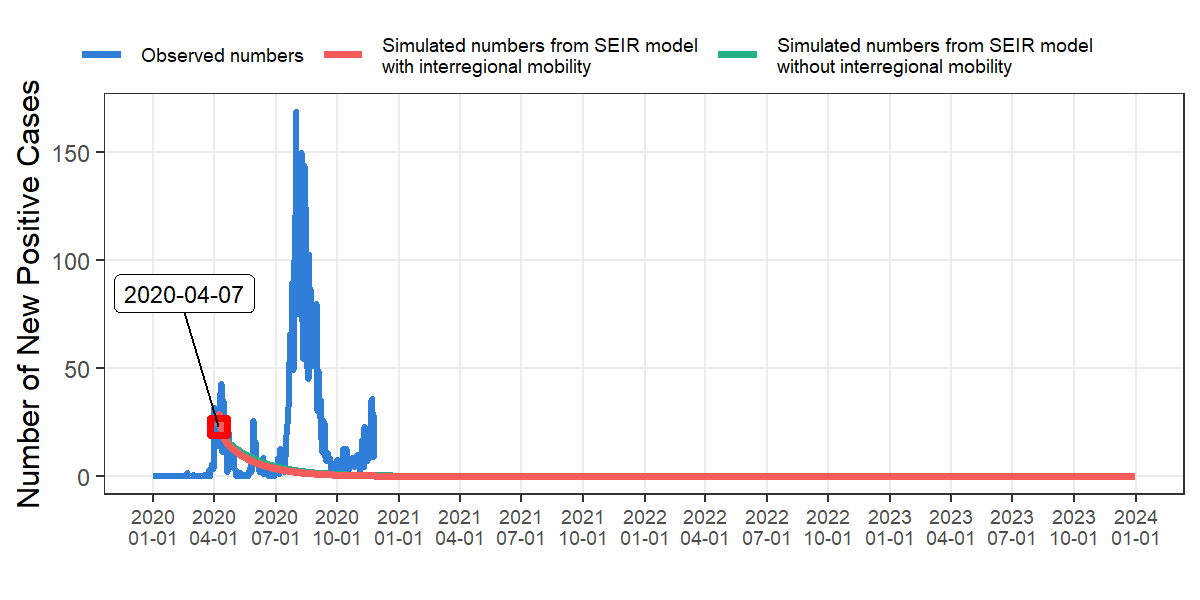 Observed numbers
Simulated numbers from SEIR model
with interregional mobility
Simulated numbers from SEIR model
without interregional mobility
Number of New Positive Cases
150
100
50
0
2020-04-07
2020 2020 2020 2020 2021 2021 2021 2021 2022 2022 2022 2022 2023 2023 2023 2023 2024
01-01 04-01 07-01 10-01 01-01 04-01 07-01 10-01 01-01 04-01 07-01 10-01 01-01 04-01 07-01 10-01 01-01